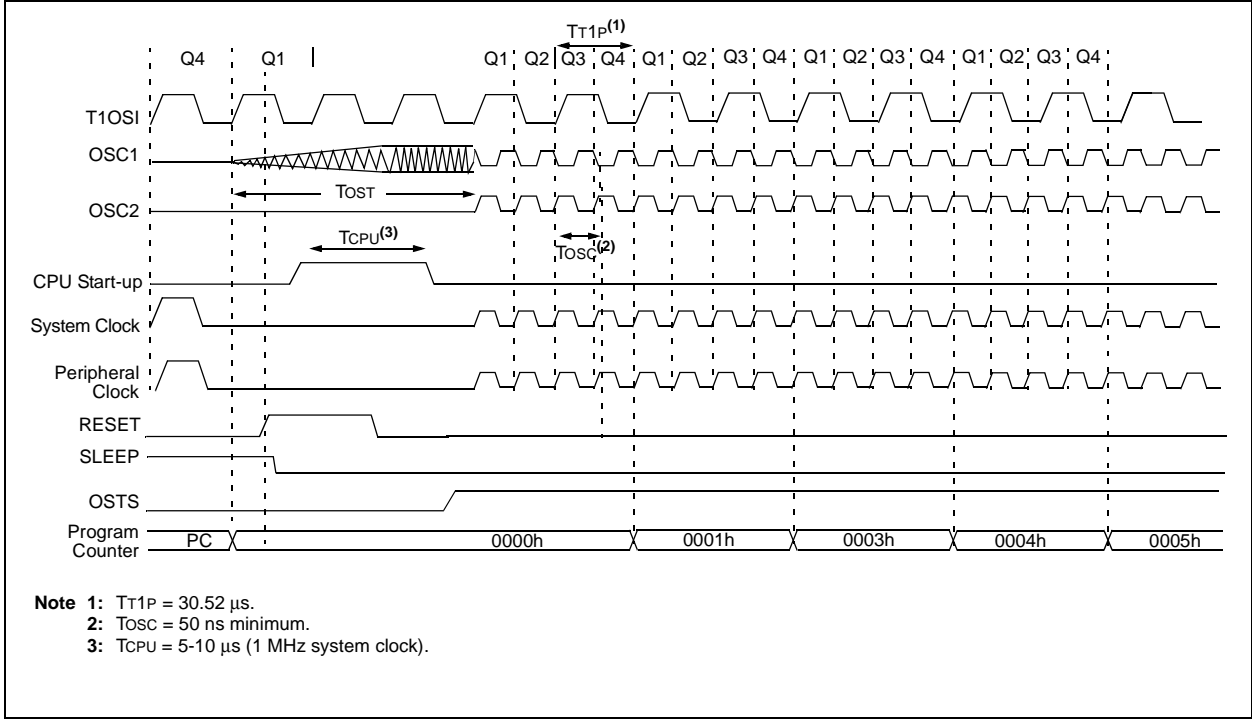 TT1P(1)
Q4 Q1 Q1 Q2 Q3 Q4 Q1 Q2 Q3 Q4 Q1 Q2 Q3 Q4 Q1 Q2 Q3 Q4
T1OSI
OSC1
TOST
OSC2
TCPU(3)
TOSC(2)
CPU Start-up
System Clock
Peripheral
Clock
RESET
SLEEP
OSTS
Program
Counter
PC 0000h 0001h 0003h 0004h 0005h
Note 1: TT1P = 30.52 μs.
2: TOSC = 50 ns minimum.
3: TCPU = 5-10 μs (1 MHz system clock).